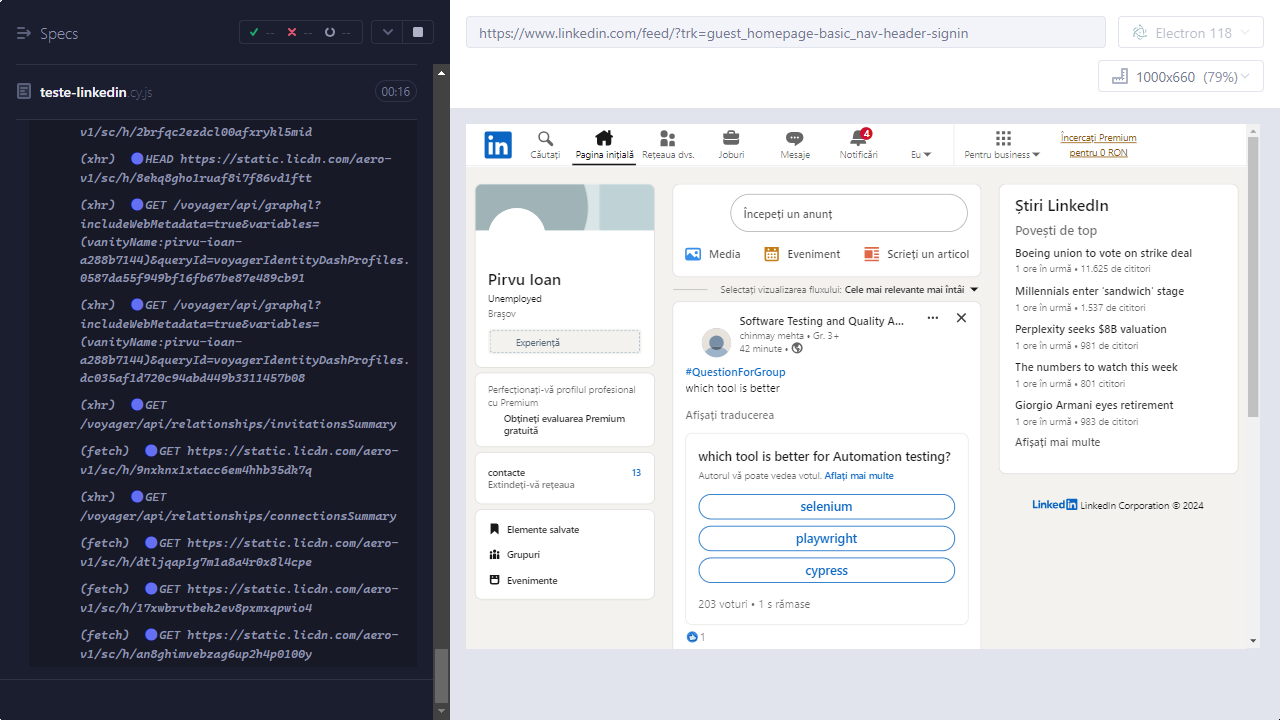 Specs
-- -- --
teste-linkedin.cy.js
00:16
v1/sc/h/2brfqc2ezdcl00afxrykl5mid
(xhr) HEAD https://static.licdn.com/aero-
v1/sc/h/8ekq8gho1ruaf8i7f86vd1ftt
(xhr) GET /voyager/api/graphql?
includeWebMetadata=true&variables=
(vanityName:pirvu-ioan-
a288b7144)&queryId=voyagerIdentityDashProfiles.
0587da55f949bf16fb67be87e489cb91
(xhr) GET /voyager/api/graphql?
includeWebMetadata=true&variables=
(vanityName:pirvu-ioan-
a288b7144)&queryId=voyagerIdentityDashProfiles.
dc035af1d720c94abd449b3311457b08
(xhr) GET
/voyager/api/relationships/invitationsSummary
(fetch) GET https://static.licdn.com/aero-
v1/sc/h/9nxknx1xtacc6em4hhb35dk7q
(xhr) GET
/voyager/api/relationships/connectionsSummary
(fetch) GET https://static.licdn.com/aero-
v1/sc/h/dtljqap1g7m1a8a4r0x8l4cpe
(fetch) GET https://static.licdn.com/aero-
v1/sc/h/17xwbrvtbek2ev8pxmxqpwio4
(fetch) GET https://static.licdn.com/aero-
v1/sc/h/an8ghimvebzag6up2h4p0100y
https://www.linkedin.com/feed/?trk=guest_homepage-basic_nav-header-signin
Electron 118
1000x660 (79%)
in
Căutați
Pagina inițială
Rețeaua dvs.
Joburi
Mesaje
4
Notificări
Eu
Pentru business
Încercați Premium
pentru 0 RON
Pirvu Ioan
Unemployed
Brașov
Experiență
Perfecționați-vă profilul profesional
cu Premium
Obțineți evaluarea Premium
gratuită
contacte 13
Extindeți-vă rețeaua
Elemente salvate
Grupuri
Evenimente
Începeți un anunț
Media
Eveniment
Scrieți un articol
Selectați vizualizarea fluxului: Cele mai relevante mai întâi
Software Testing and Quality A...
chinmay mehta • Gr. 3+
42 minute •
#QuestionForGroup
which tool is better
Afișați traducerea
which tool is better for Automation testing?
Autorul vă poate vedea votul. Aflați mai multe
selenium
playwright
cypress
203 voturi • 1 s rămase
1
Știri LinkedIn
Povești de top
Boeing union to vote on strike deal
1 ore în urmă • 11.625 de cititori
Millennials enter 'sandwich' stage
1 ore în urmă • 1.537 de cititori
Perplexity seeks $8B valuation
1 ore în urmă • 981 de cititori
The numbers to watch this week
1 ore în urmă • 801 cititori
Giorgio Armani eyes retirement
1 ore în urmă • 983 de cititori
Afișați mai multe
LinkedIn LinkedIn Corporation © 2024